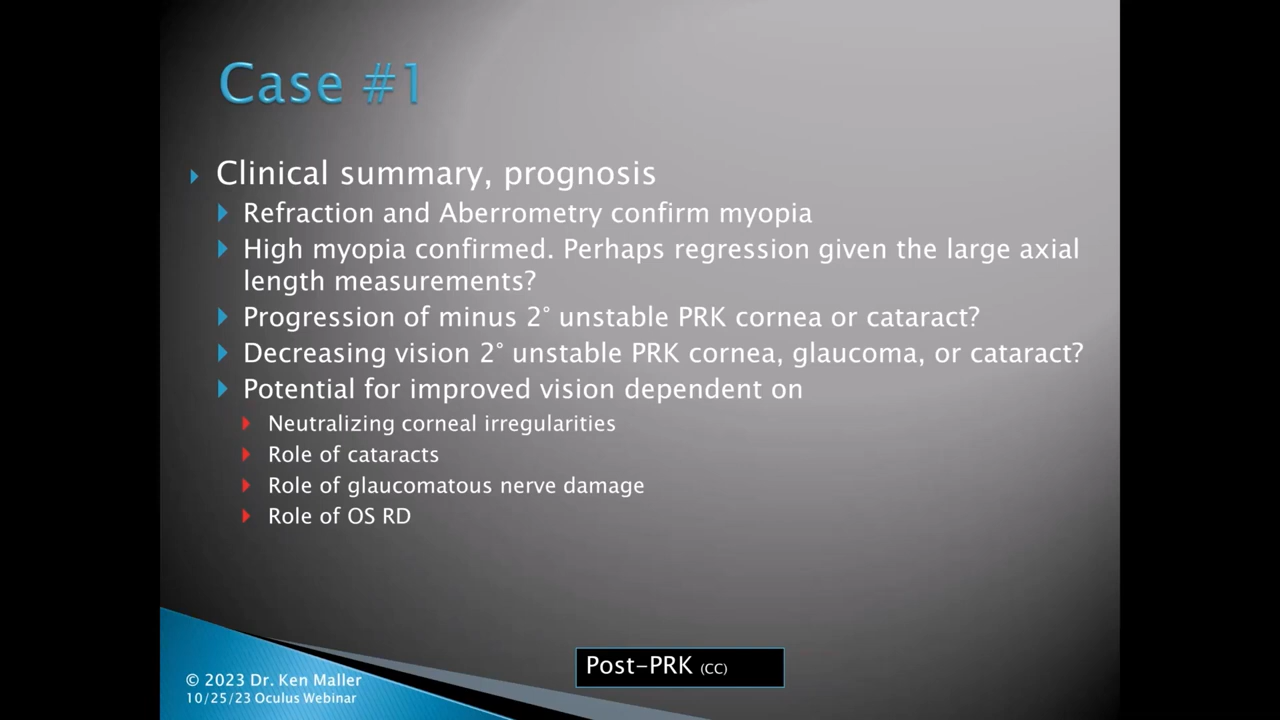 Case #1
Clinical summary, prognosis
Refraction and Aberrometry confirm myopia
High myopia confirmed. Perhaps regression given the large axial
length measurements?
Progression of minus 2° unstable PRK cornea or cataract?
Decreasing vision 2° unstable PRK cornea, glaucoma, or cataract?
Potential for improved vision dependent on
Neutralizing corneal irregularities
Role of cataracts
Role of glaucomatous nerve damage
Role of OS RD
Post-PRK (CC)
© 2023 Dr. Ken Maller
10/25/23 Oculus Webinar